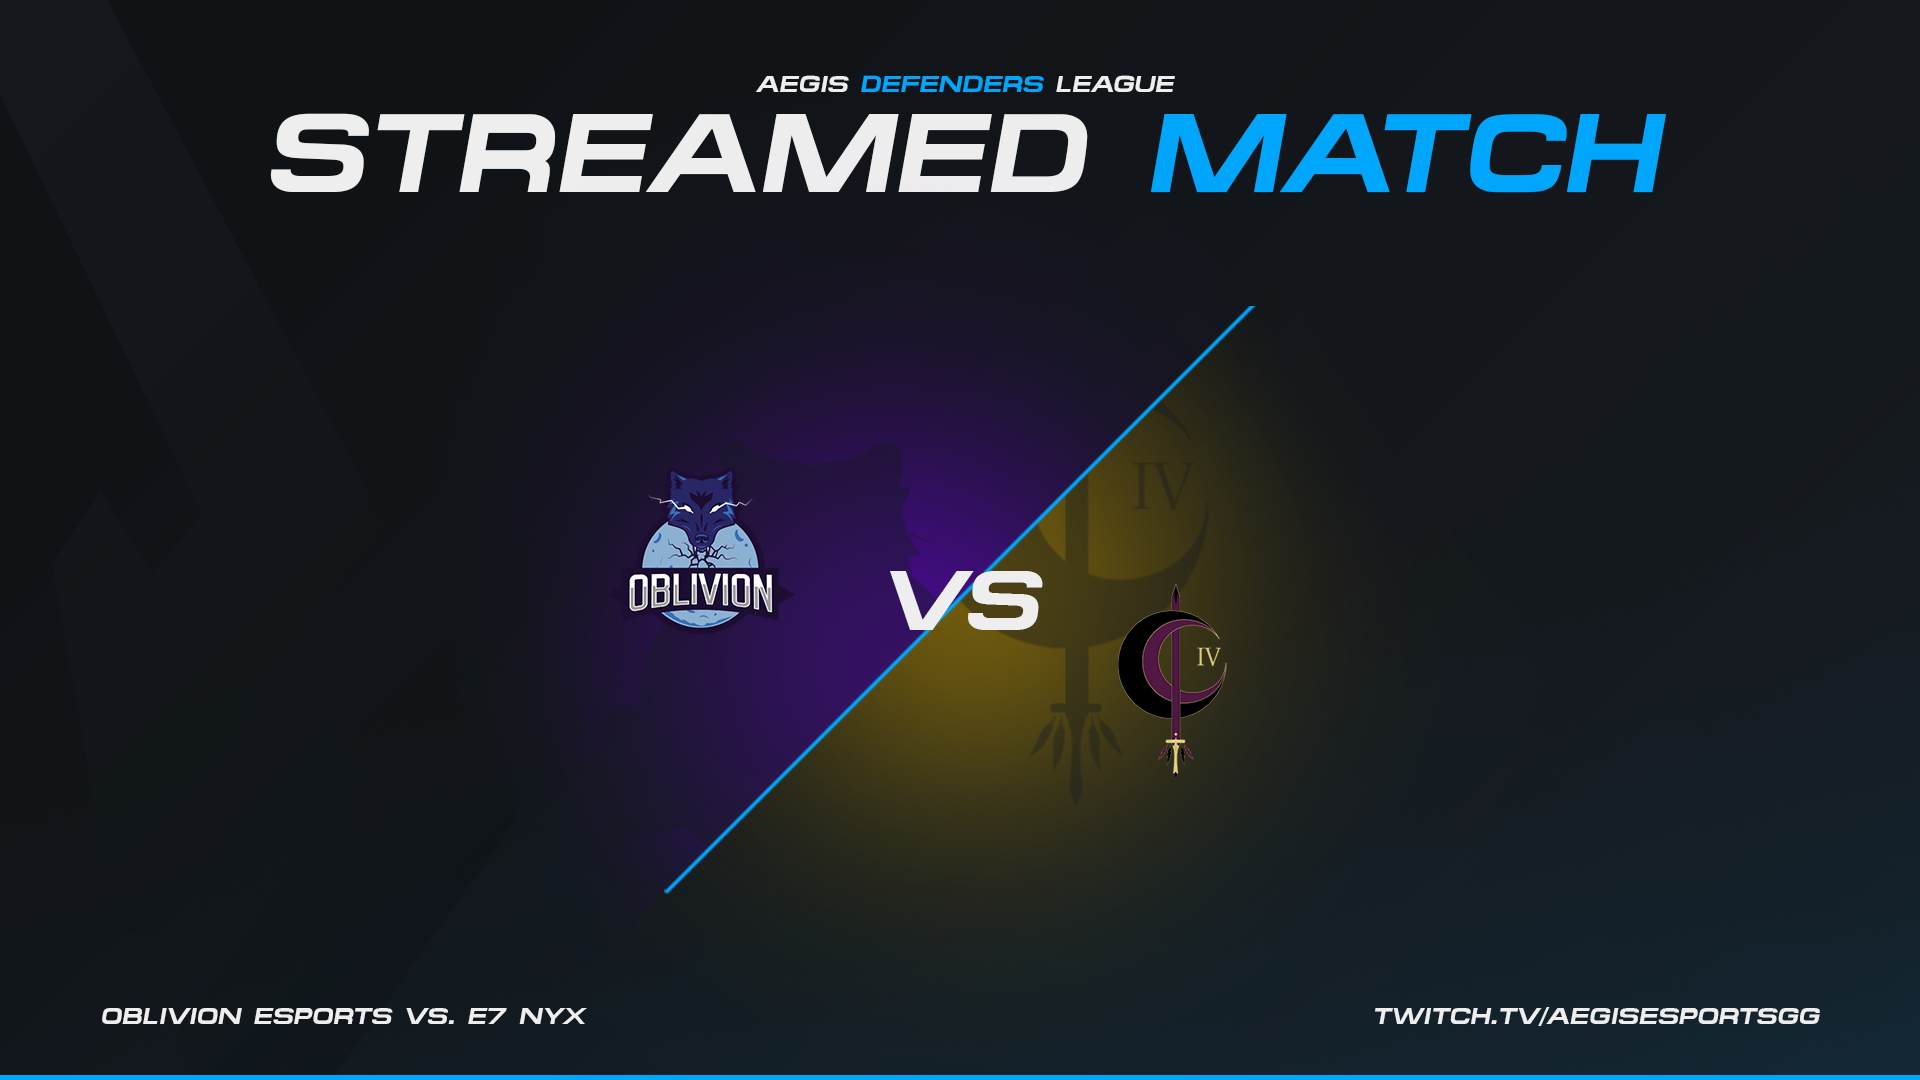 AEGIS DEFENDERS LEAGUE
STREAMED MATCH
IV
OBLIVION
VS
IV
OBLIVION ESPORTS VS. E7 NYX
TWITCH.TV/AEGISESPORTSGG